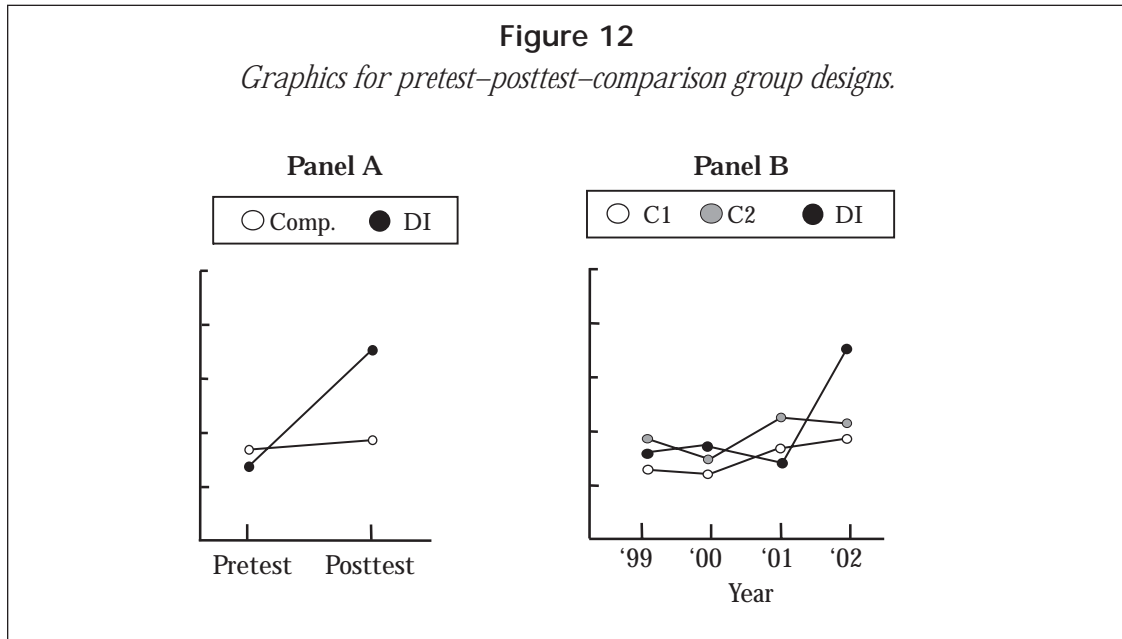 Figure 12
Graphics for pretest–posttest–comparison group designs.
Panel A
Comp. DI
Pretest Posttest
Panel B
C1 C2 DI
‘99 ‘00 ‘01 ‘02
Year